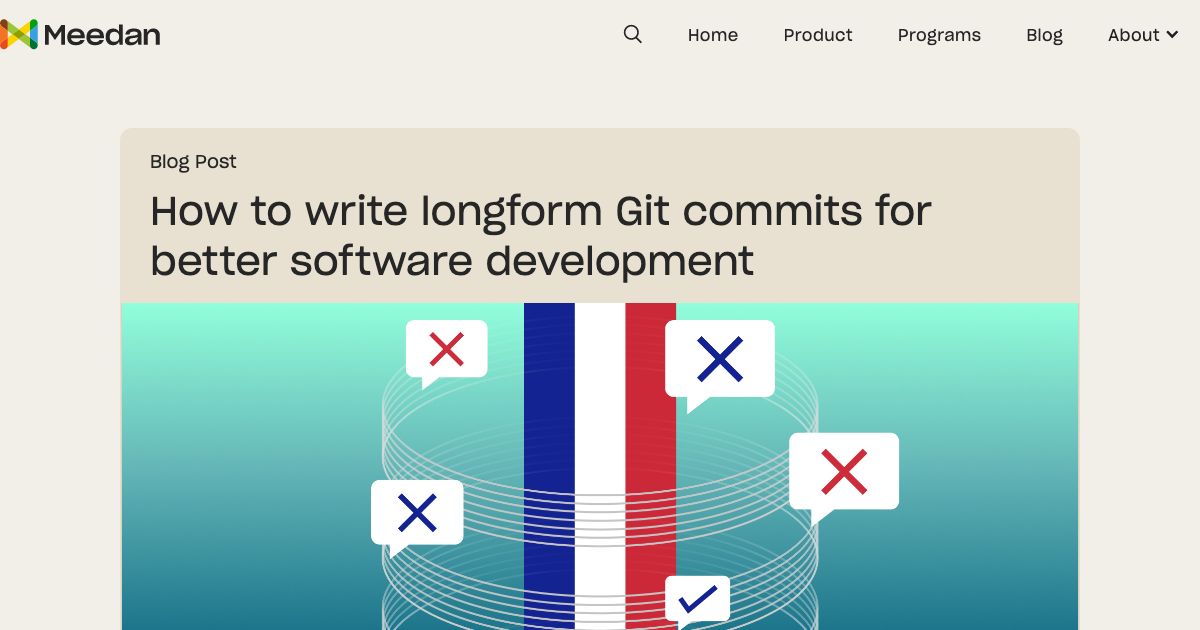 Meedan
Home
Product
Programs
Blog
About
Blog Post
How to write longform Git commits for
better software development